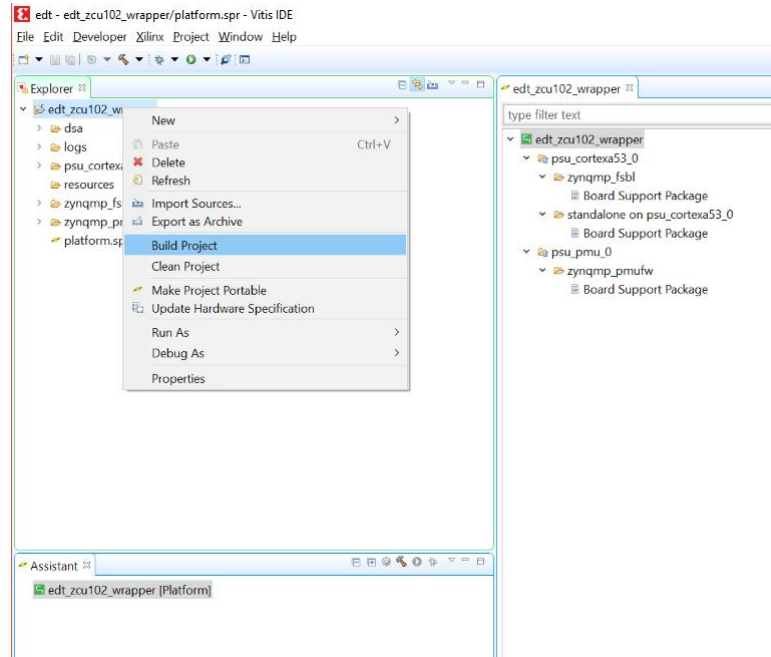 edt - edt_zcu102_wrapper/platform.spr - Vitis IDE
File Edit Developer Xilinx Project Window Help
Explorer
edt_zcu102_wr
dsa
logs
psu_cortexa
resources
zynqmp_fs
zynqmp_pr
platform.sp
New
Paste Ctrl+V
Delete
Refresh
Import Sources...
Export as Archive
Build Project
Clean Project
Make Project Portable
Update Hardware Specification
Run As
Debug As
Properties
edt_zcu102_wrapper
type filter text
edt_zcu102_wrapper
psu_cortexa53_0
zynqmp_fsbl
Board Support Package
standalone on psu_cortexa53_0
Board Support Package
psu_pmu_0
zynqmp_pmufw
Board Support Package
Assistant
edt_zcu102_wrapper [Platform]